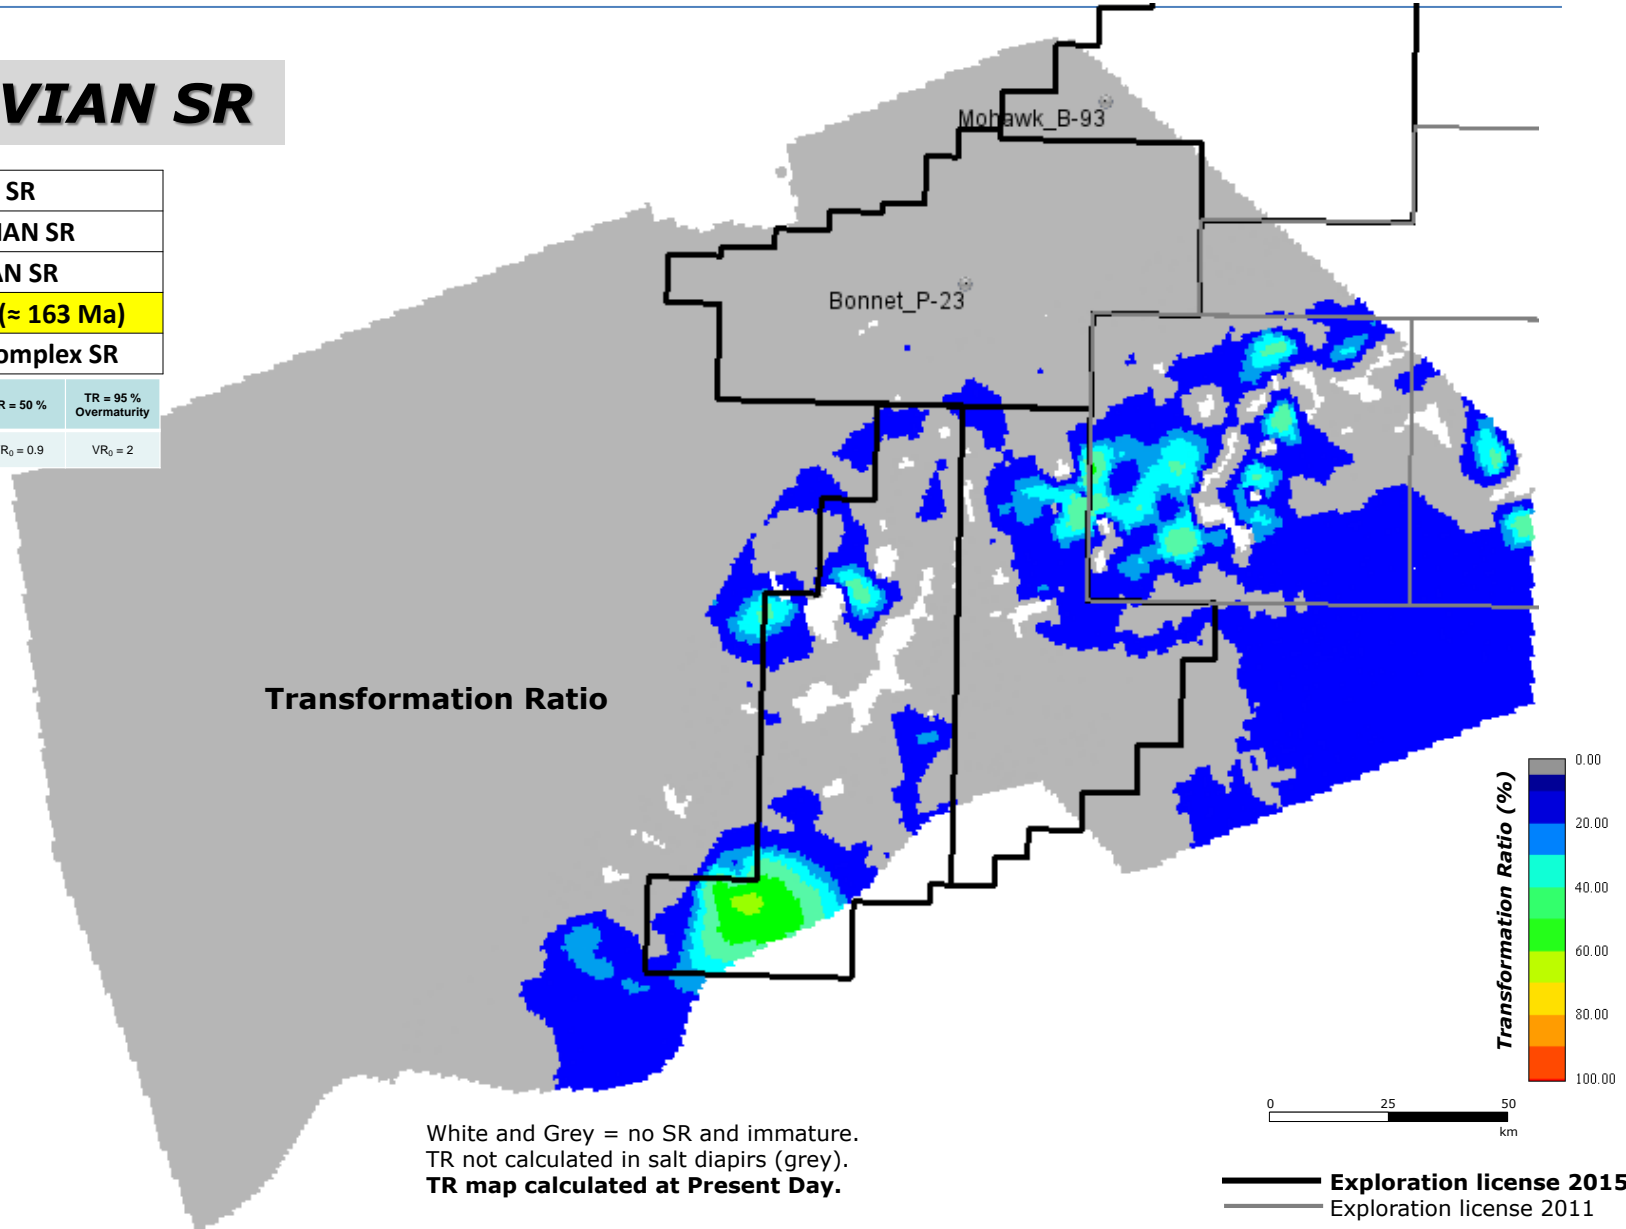 VIAN SR
SR
IAN SR
AN SR
(≈ 163 Ma)
omplex SR
R = 50 %
TR = 95 %
Overmaturity
R₀ = 0.9
VR₀ = 2
Mohawk_B-93
Bonnet_P-23
Transformation Ratio
Transformation Ratio (%)
0.00
20.00
40.00
60.00
80.00
100.00
0 25 50
km
White and Grey = no SR and immature.
TR not calculated in salt diapirs (grey).
TR map calculated at Present Day.
Exploration license 2015
Exploration license 2011